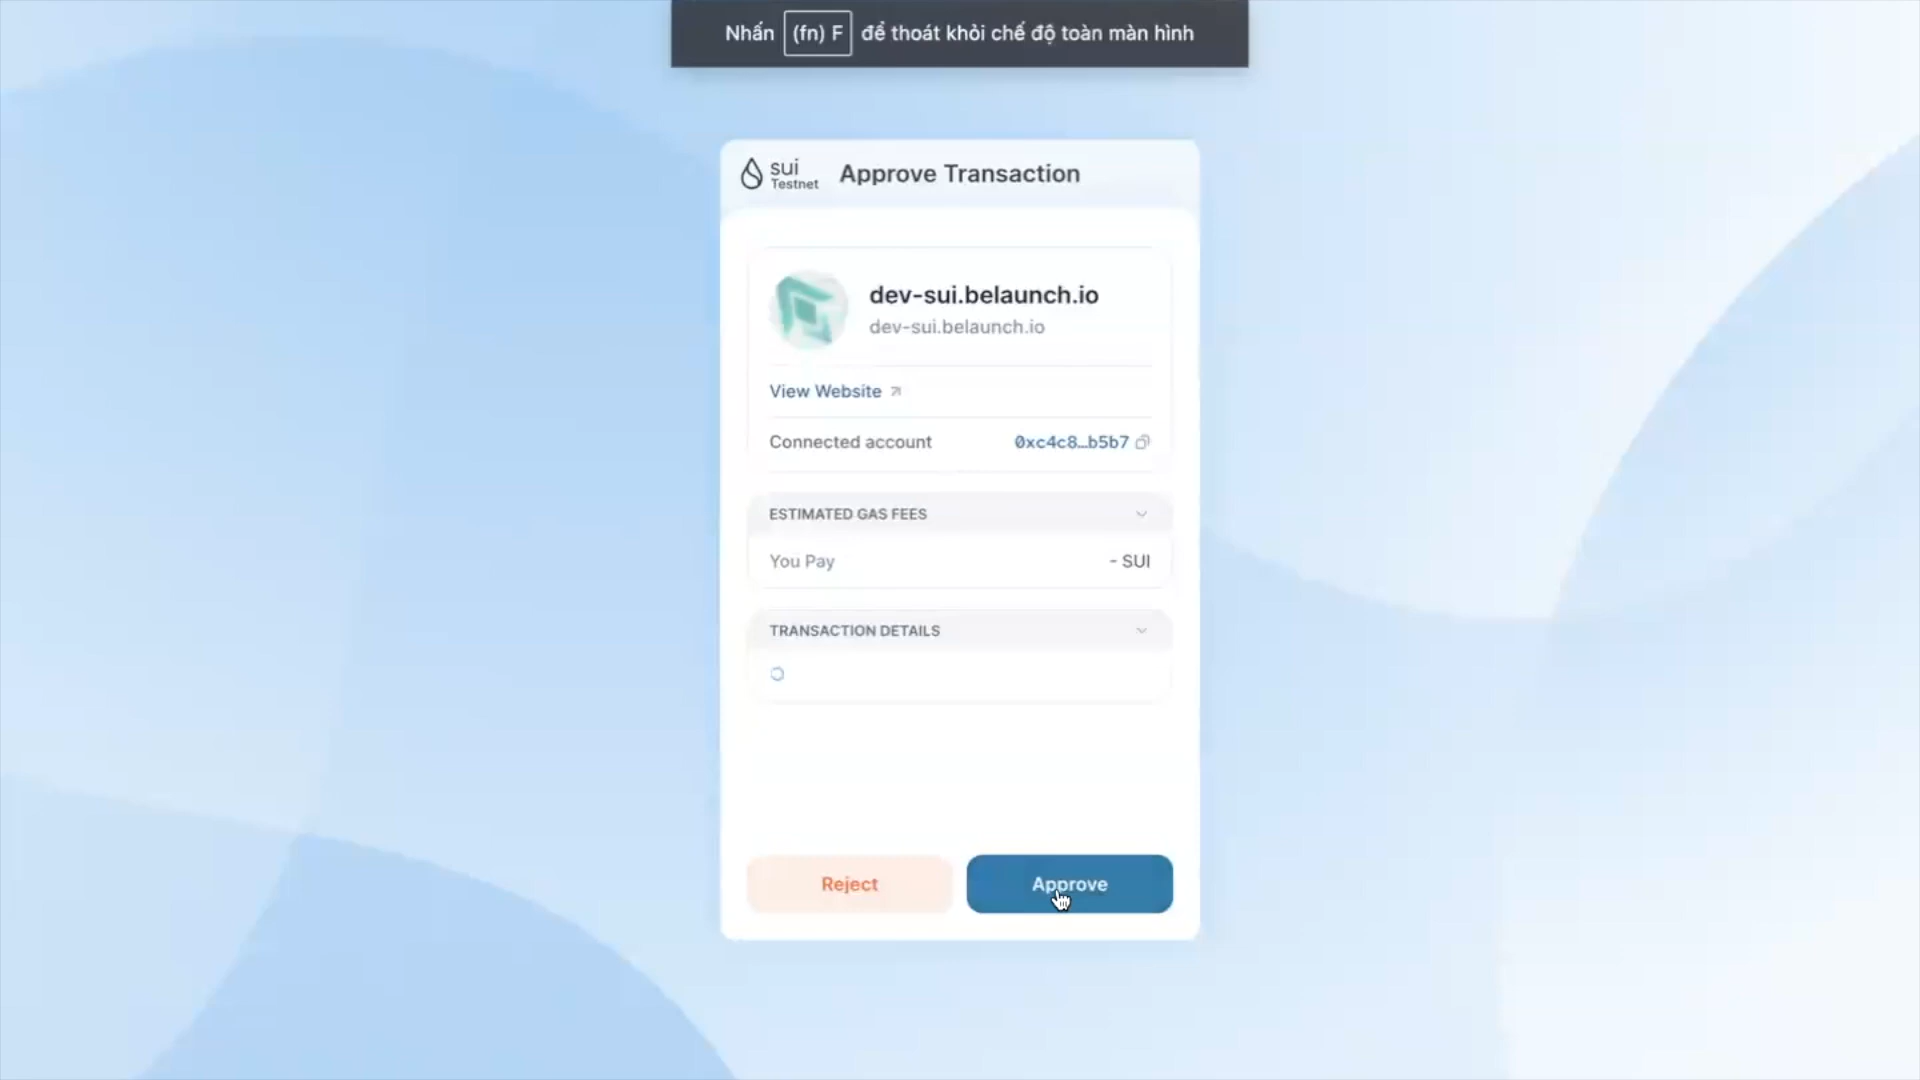 Nhấn (fn) F để thoát khỏi chế độ toàn màn hình
sui
Testnet
Approve Transaction
dev-sui.belaunch.io
dev-sui.belaunch.io
View Website
Connected account 0xc4c8…b5b7
ESTIMATED GAS FEES
You Pay - SUI
TRANSACTION DETAILS
Reject Approve